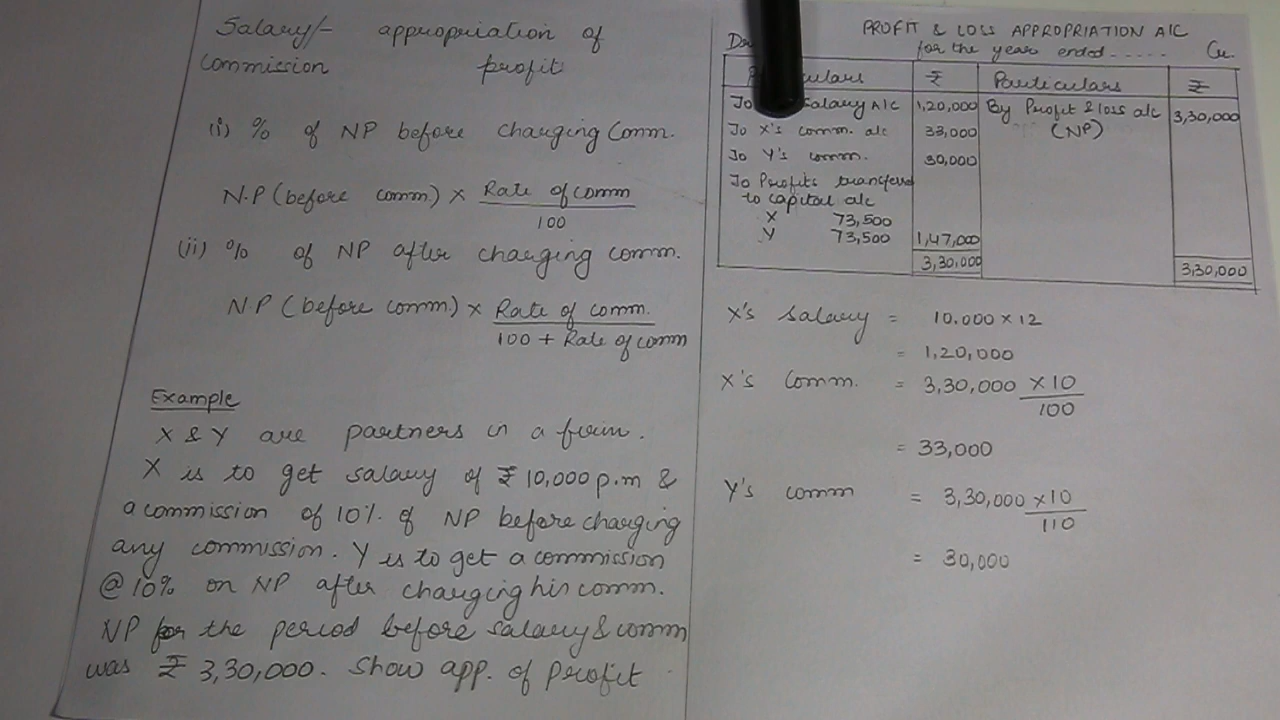 Salary/- appropriation of
Commission profit
(i) % of NP before charging Comm.
N.P (before comm.) × Rate of comm
100
(ii) % of NP after charging comm.
NP (before comm.) × Rate of comm.
100 + Rate of comm
Example
X & Y are partners in a firm.
X is to get salary of ₹ 10,000 p.m &
a commission of 10% of NP before charging
any commission. Y is to get a commission
@ 10% on NP after charging his comm.
NP for the period before salary & comm
was ₹ 3,30,000. Show app. of Profit
PROFIT & LOSS APPROPRIATION A/C
for the year ended.....
Cr.
₹ Particulars ₹
To Salary A/C 1,20,000 By Profit & loss a/c 3,30,000
To X's comm. a/c 33,000 (NP)
To Y's comm. 30,000
To Profits transferred
to capital a/c
X 73,500
Y 73,500 1,47,000
3,30,000 3,30,000
X's salary = 10.000 × 12
= 1,20,000
X's Comm. = 3,30,000 × 10
100
= 33,000
Y's comm = 3,30,000 × 10
110
= 30,000